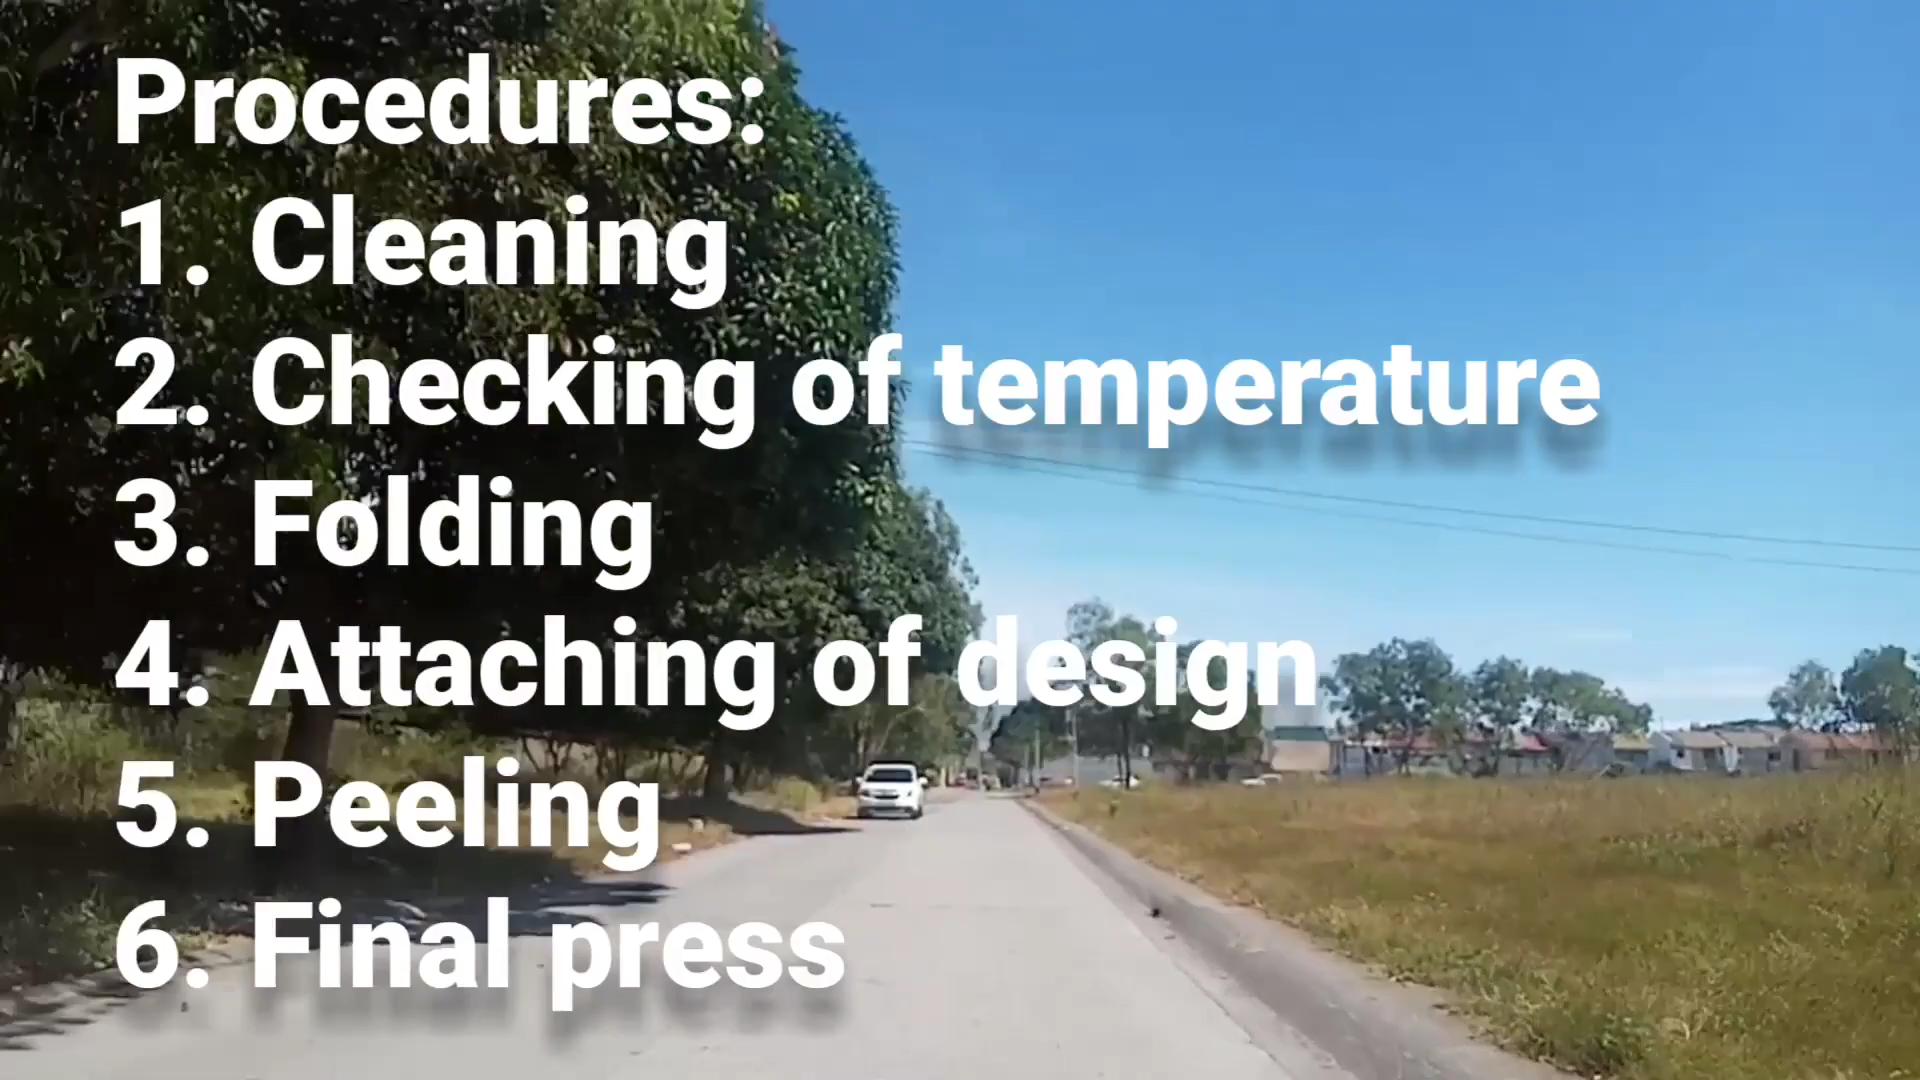 Procedures:
1. Cleaning
2. Checking of temperature
3. Folding
4. Attaching of design
5. Peeling
6. Final press